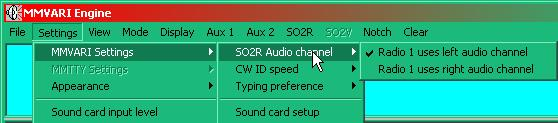 MMVARI Engine
File Settings View Mode Display Aux 1 Aux 2 SO2R SO2V Notch Clear
MMVARI Settings SO2R Audio channel Radio 1 uses left audio channel
MMTTY Settings CW ID speed Radio 1 uses right audio channel
Appearance Typing preference
Sound card input level Sound card setup